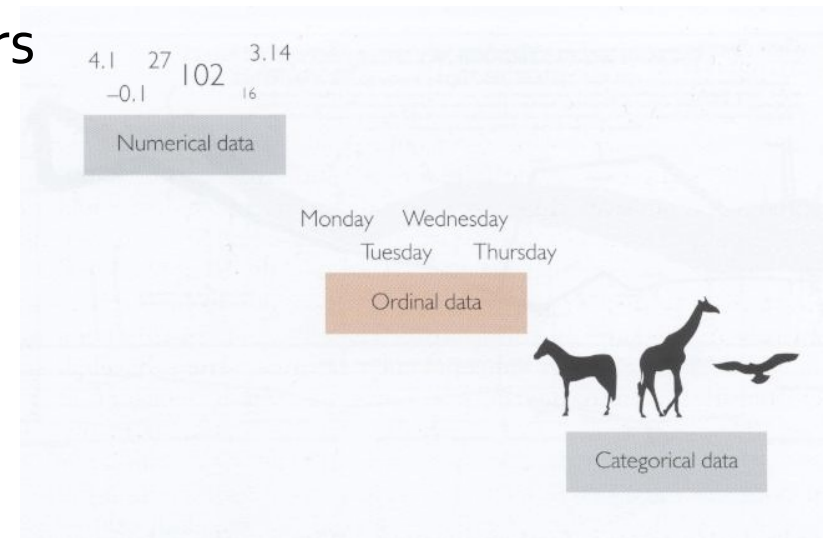 rs
4.1 27 102 3.14
–0.1 16
Numerical data
Monday Wednesday
Tuesday Thursday
Ordinal data
Categorical data